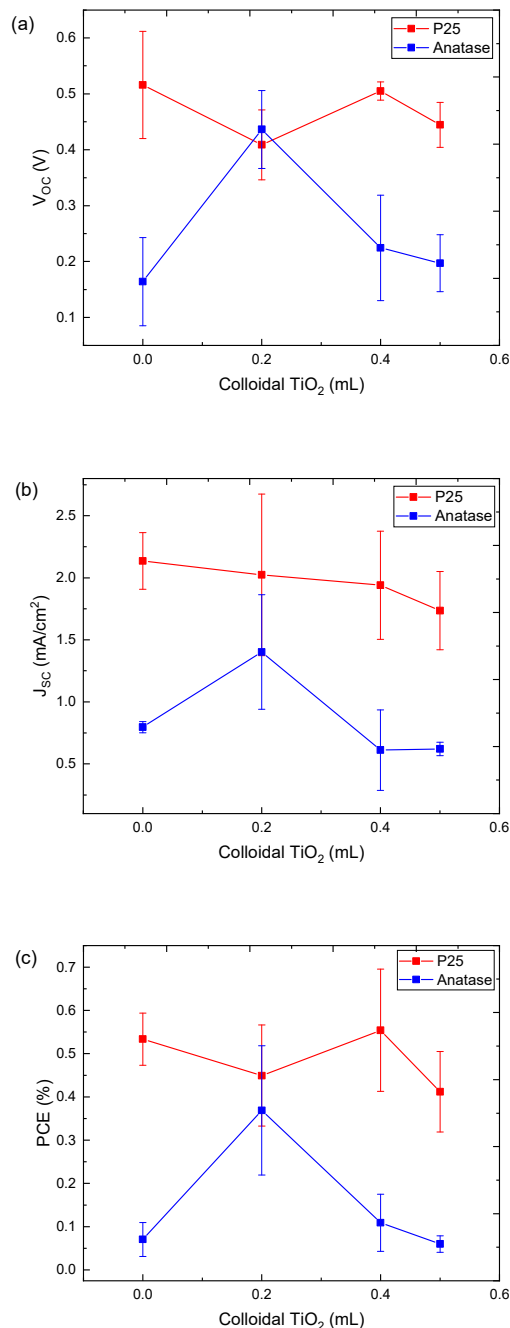 (a)
P25
Anatase
0.6
0.5
0.4
0.3
0.2
0.1
V_OC (V)
0.0 0.2 0.4 0.6
Colloidal TiO₂ (mL)
(b)
P25
Anatase
2.5
2.0
1.5
1.0
0.5
J_SC (mA/cm²)
0.0 0.2 0.4 0.6
Colloidal TiO₂ (mL)
(c)
P25
Anatase
0.7
0.6
0.5
0.4
0.3
0.2
0.1
0.0
PCE (%)
0.0 0.2 0.4 0.6
Colloidal TiO₂ (mL)